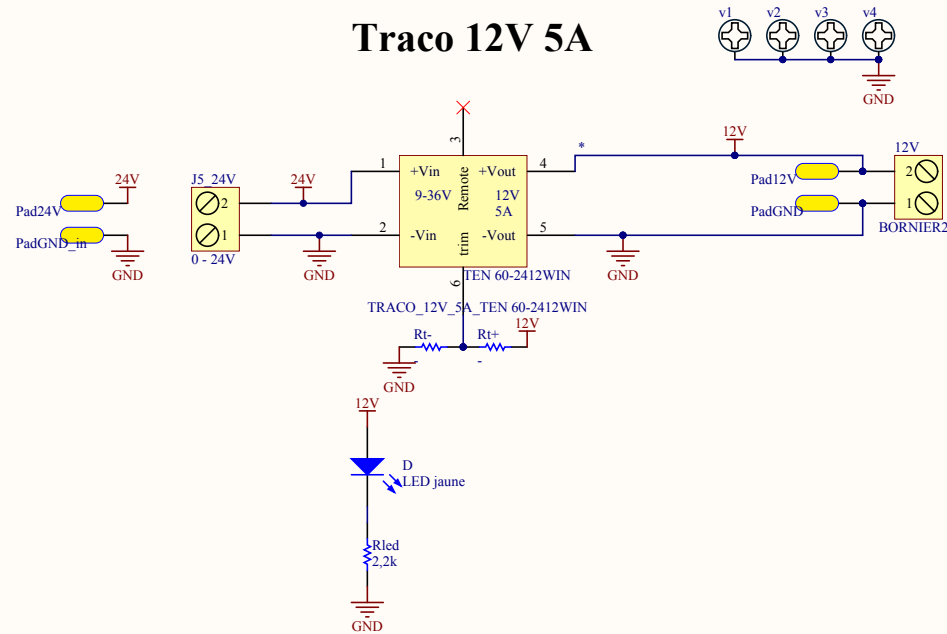 Traco 12V 5A
v1
v2
v3
v4
GND
3
1
+Vin
9-36V
Remote
4
+Vout
12V
5A
*
12V
12V
Pad12V
2
PadGND
1
BORNIER2
24V
Pad24V
PadGND_in
GND
J5_24V
2
1
0 - 24V
24V
GND
2
-Vin
trim
-Vout
5
GND
6
TEN 60-2412WIN
TRACO_12V_5A_TEN 60-2412WIN
Rt-
-
Rt+
-
12V
GND
12V
D
LED jaune
Rled
2,2k
GND